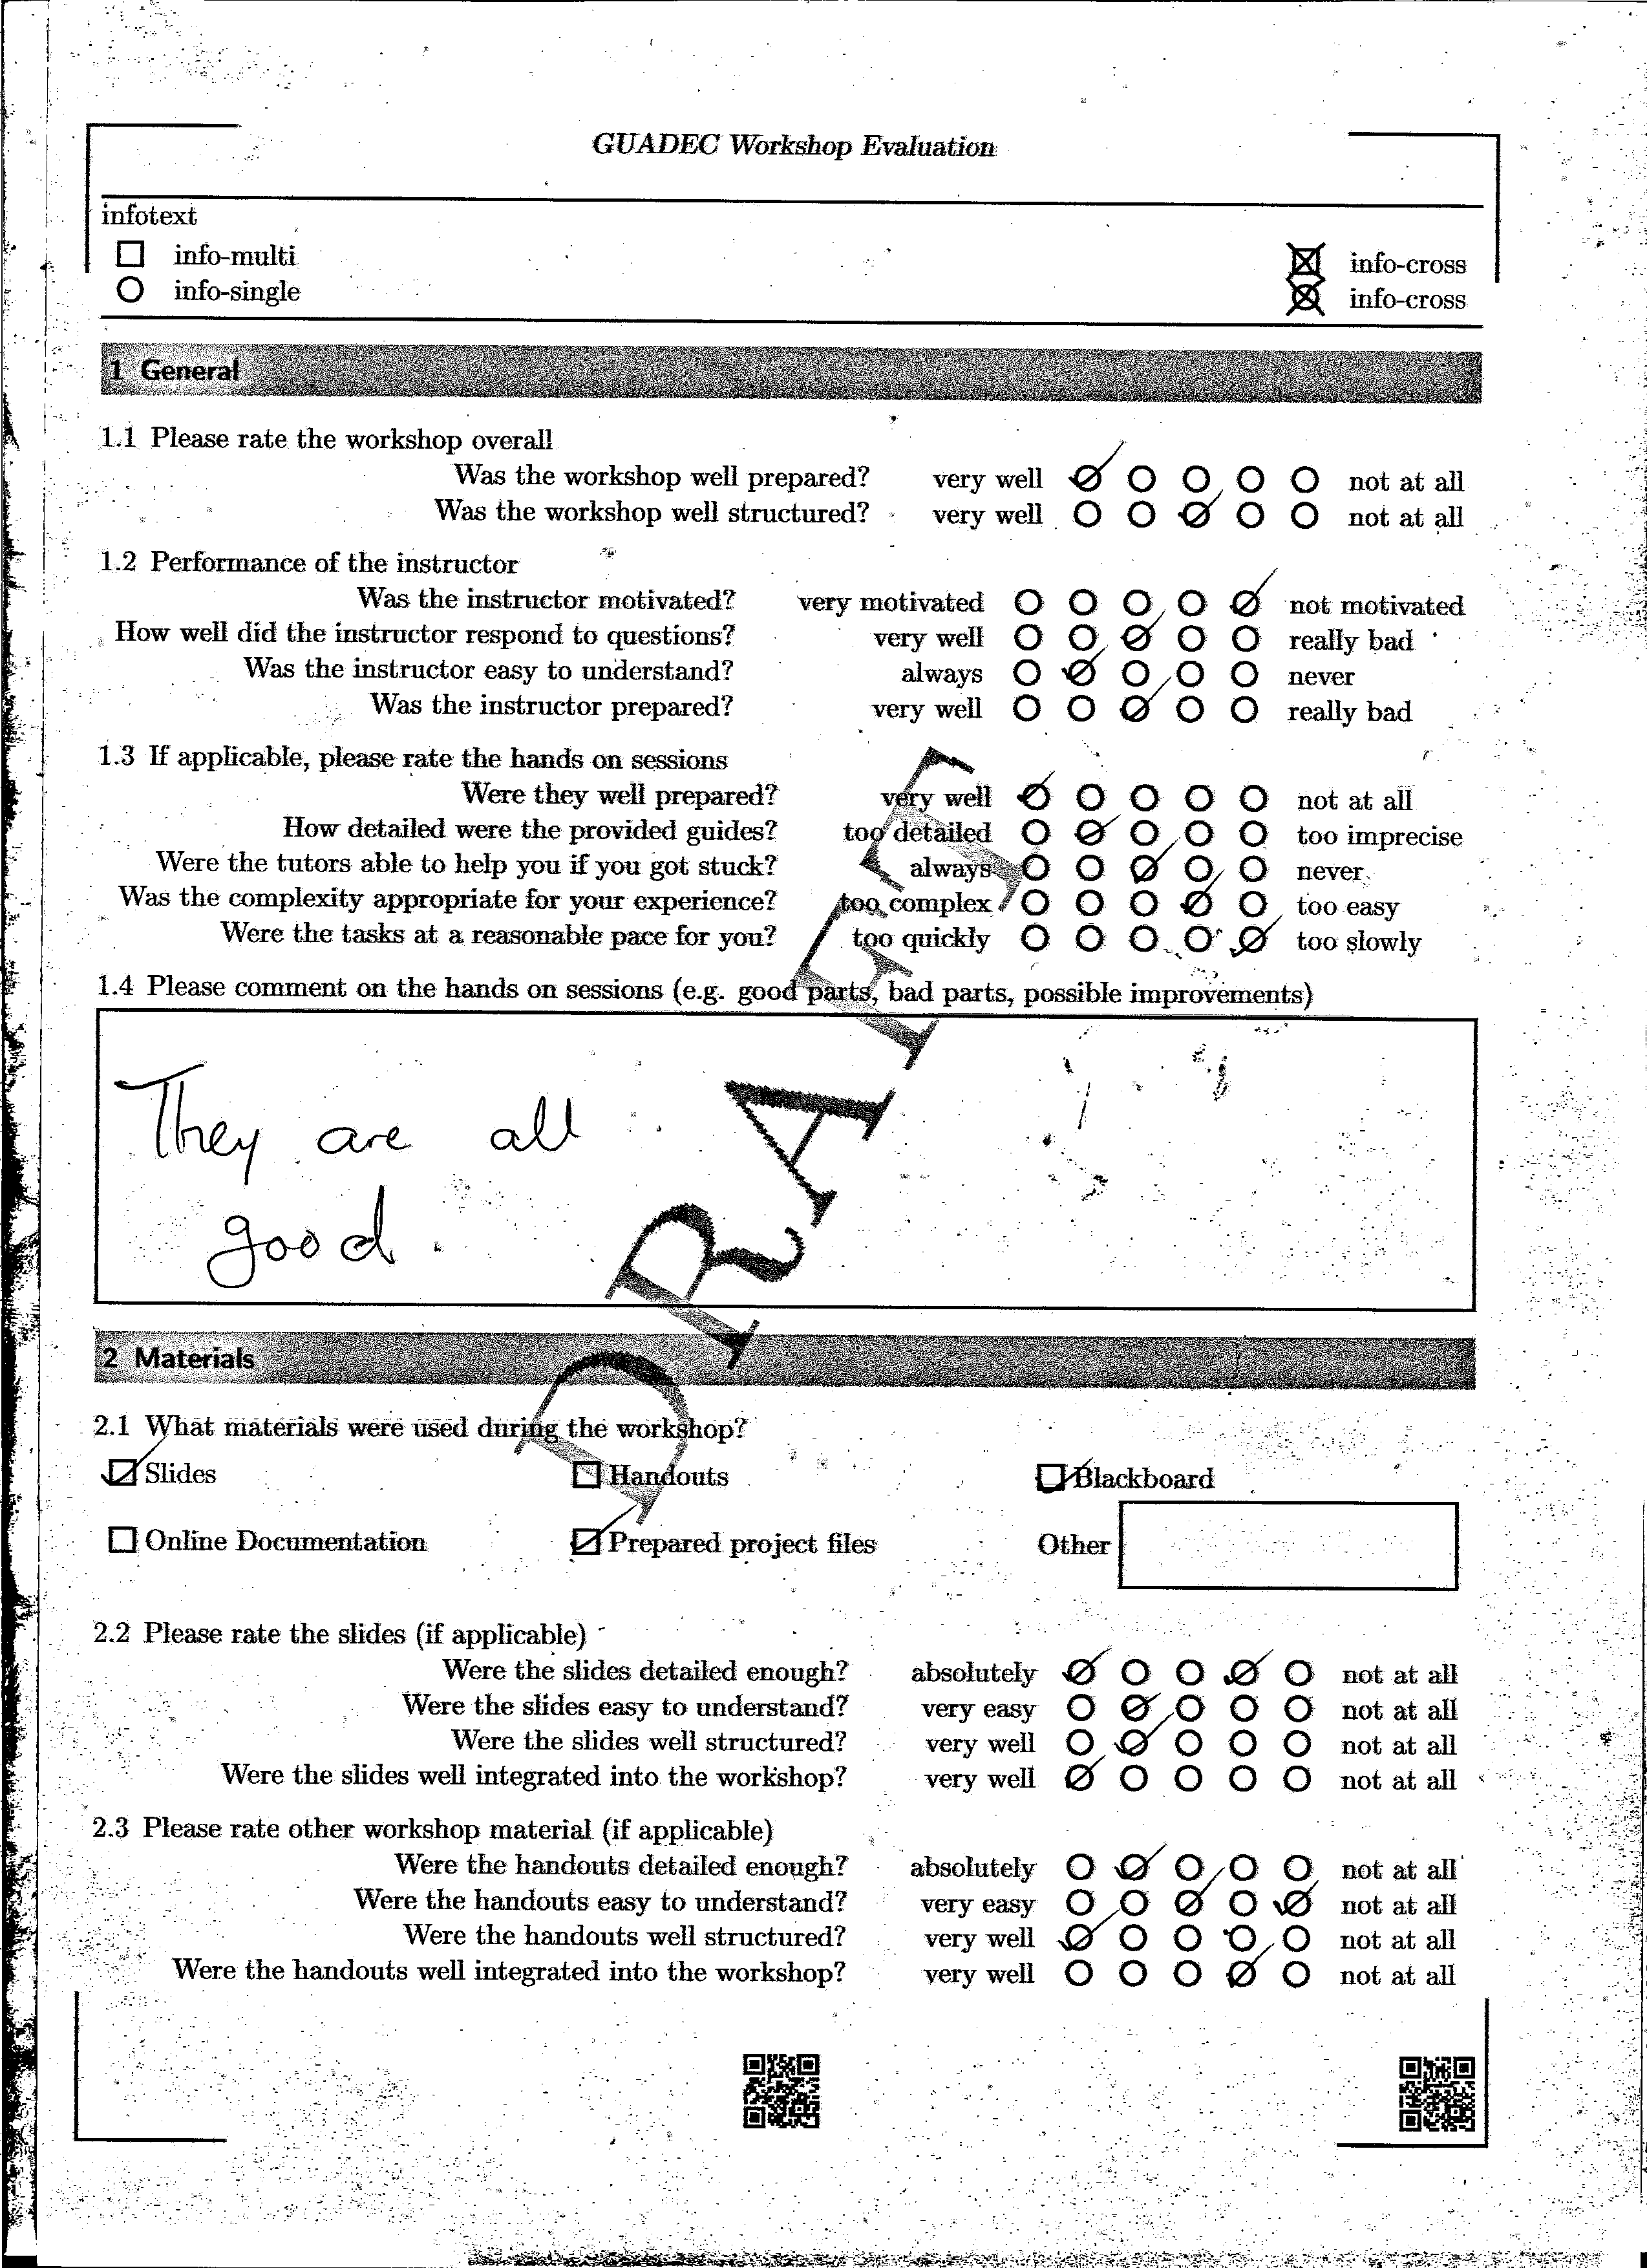 GUADEC Workshop Evaluation
infotext
info-multi
info-cross
info-single
info-cross
1 General
1.1 Please rate the workshop overall
Was the workshop well prepared? very well not at all
Was the workshop well structured? very well not at all
1.2 Performance of the instructor
Was the instructor motivated? very motivated not motivated
How well did the instructor respond to questions? very well really bad
Was the instructor easy to understand? always never
Was the instructor prepared? very well really bad
1.3 If applicable, please rate the hands on sessions
Were they well prepared? very well not at all
How detailed were the provided guides? too detailed too imprecise
Were the tutors able to help you if you got stuck? always never
Was the complexity appropriate for your experience? too complex too easy
Were the tasks at a reasonable pace for you? too quickly too slowly
1.4 Please comment on the hands on sessions (e.g. good parts, bad parts, possible improvements)
They are all
good.
DRAFT
2 Materials
2.1 What materials were used during the workshop?
Slides Handouts Blackboard
Online Documentation Prepared project files Other
2.2 Please rate the slides (if applicable)
Were the slides detailed enough? absolutely not at all
Were the slides easy to understand? very easy not at all
Were the slides well structured? very well not at all
Were the slides well integrated into the workshop? very well not at all
2.3 Please rate other workshop material (if applicable)
Were the handouts detailed enough? absolutely not at all
Were the handouts easy to understand? very easy not at all
Were the handouts well structured? very well not at all
Were the handouts well integrated into the workshop? very well not at all